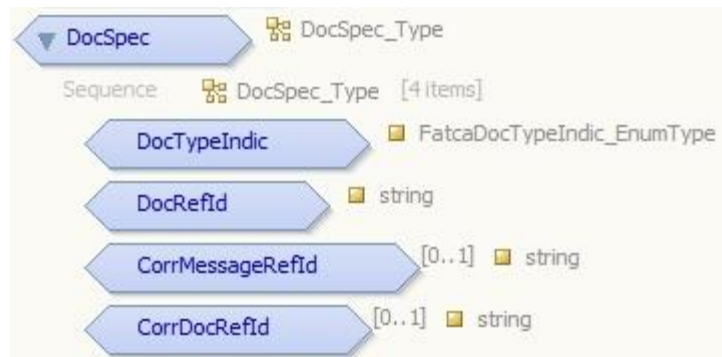 DocSpec DocSpec_Type
Sequence DocSpec_Type [4 items]
DocTypeIndic FatcaDocTypeIndic_EnumType
DocRefId string
CorrMessageRefId [0..1] string
CorrDocRefId [0..1] string